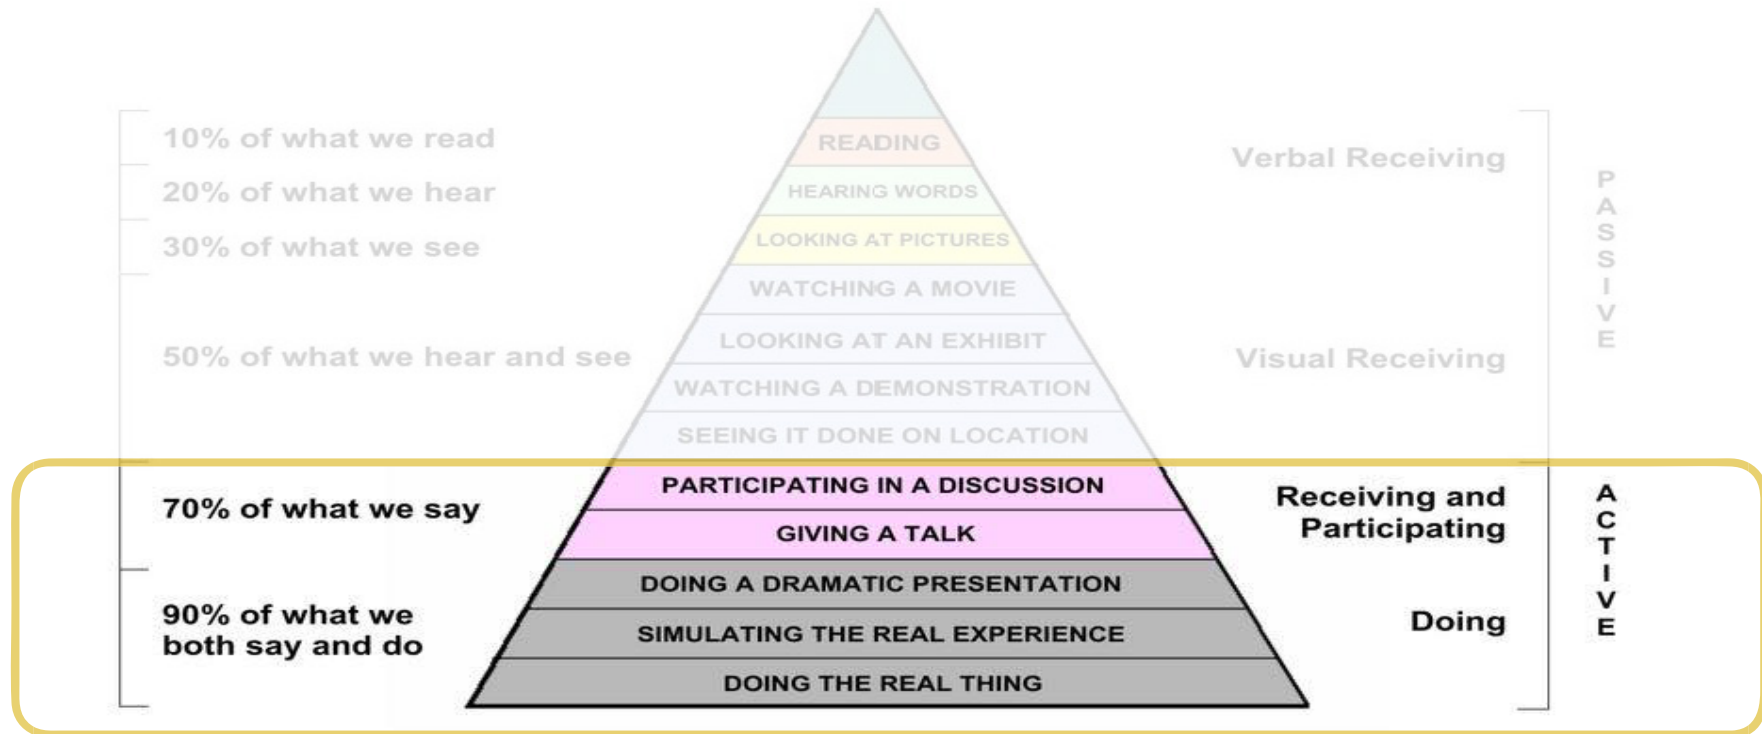 10% of what we read
20% of what we hear
30% of what we see
50% of what we hear and see
70% of what we say
90% of what we
both say and do
READING
HEARING WORDS
LOOKING AT PICTURES
WATCHING A MOVIE
LOOKING AT AN EXHIBIT
WATCHING A DEMONSTRATION
SEEING IT DONE ON LOCATION
PARTICIPATING IN A DISCUSSION
GIVING A TALK
DOING A DRAMATIC PRESENTATION
SIMULATING THE REAL EXPERIENCE
DOING THE REAL THING
Verbal Receiving
Visual Receiving
Receiving and
Participating
Doing
PASSIVE
ACTIVE